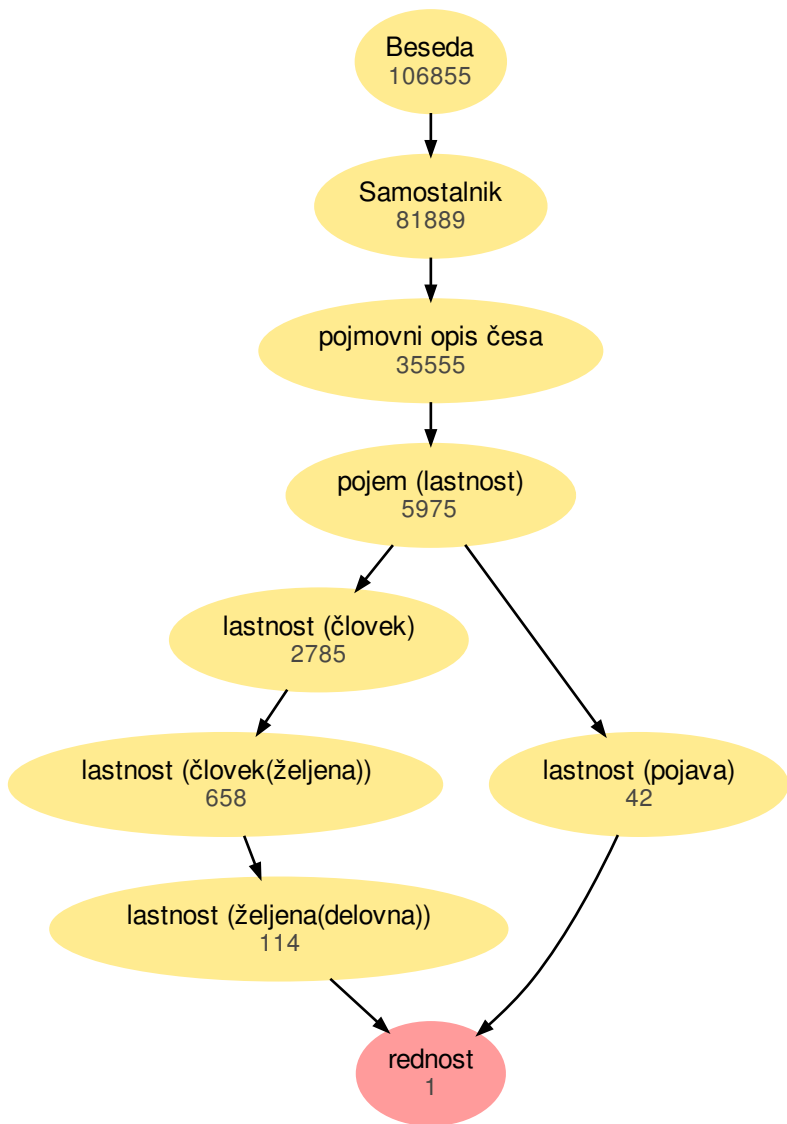 Beseda
106855
Samostalnik
81889
pojmovni opis česa
35555
pojem (lastnost)
5975
lastnost (človek)
2785
lastnost (človek(željena))
658
lastnost (pojava)
42
lastnost (željena(delovna))
114
rednost
1